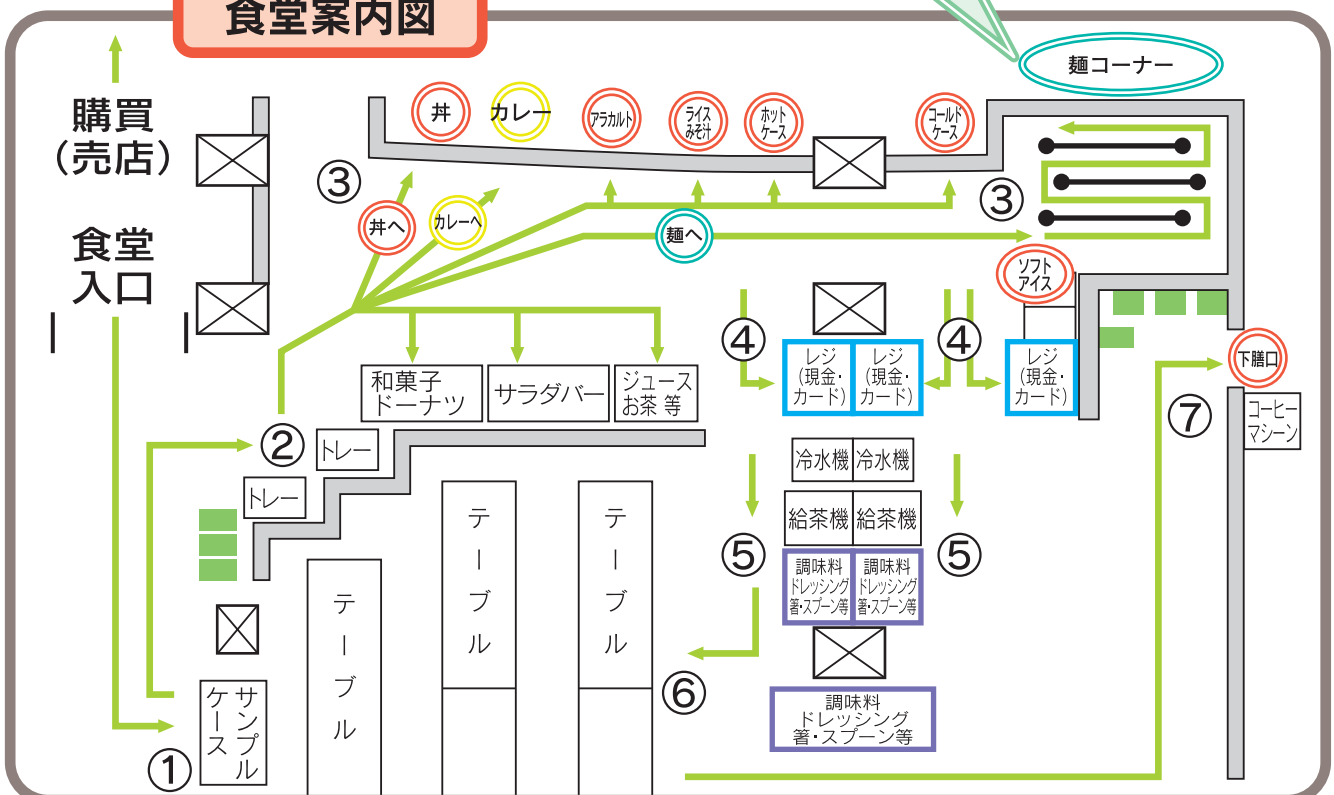 食堂案内図
麺コーナー
購買
(売店)
食堂
入口
丼
カレー
アラカルト
ライス
みそ汁
ホット
ケース
コールド
ケース
③
③
丼へ
カレーへ
麺へ
ソフト
アイス
④
④
レジ
(現金・
カード)
レジ
(現金・
カード)
レジ
(現金・
カード)
下膳口
⑦
コーヒー
マシーン
和菓子
ドーナツ
サラダバー
ジュース
お茶 等
②
トレー
トレー
冷水機
冷水機
給茶機
給茶機
⑤
⑤
調味料
ドレッシング
箸・スプーン等
調味料
ドレッシング
箸・スプーン等
テーブル
テーブル
テーブル
⑥
調味料
ドレッシング
箸・スプーン等
サンプル
ケース
①